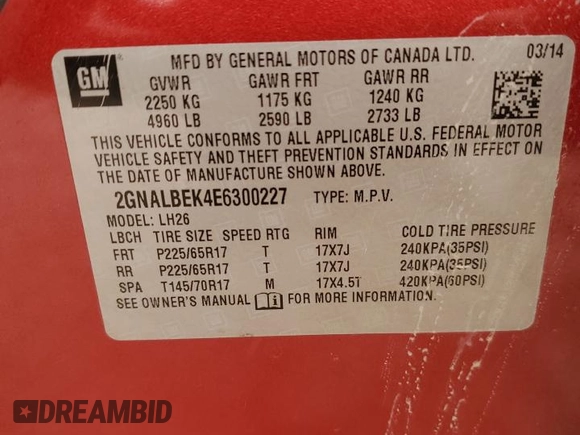 GM
MFD BY GENERAL MOTORS OF CANADA LTD. 03/14
GVWR GAWR FRT GAWR RR
2250 KG 1175 KG 1240 KG
4960 LB 2590 LB 2733 LB
THIS VEHICLE CONFORMS TO ALL APPLICABLE U.S. FEDERAL MOTOR
VEHICLE SAFETY AND THEFT PREVENTION STANDARDS IN EFFECT ON
THE DATE OF MANUFACTURE SHOWN ABOVE.
2GNALBEK4E6300227 TYPE: M.P.V.
MODEL: LH26
LBCH TIRE SIZE SPEED RTG RIM COLD TIRE PRESSURE
FRT P225/65R17 T 17X7J 240KPA(35PSI)
RR P225/65R17 T 17X7J 240KPA(35PSI)
SPA T145/70R17 M 17X4.5T 420KPA(60PSI)
SEE OWNER'S MANUAL FOR MORE INFORMATION.
DREAMBID